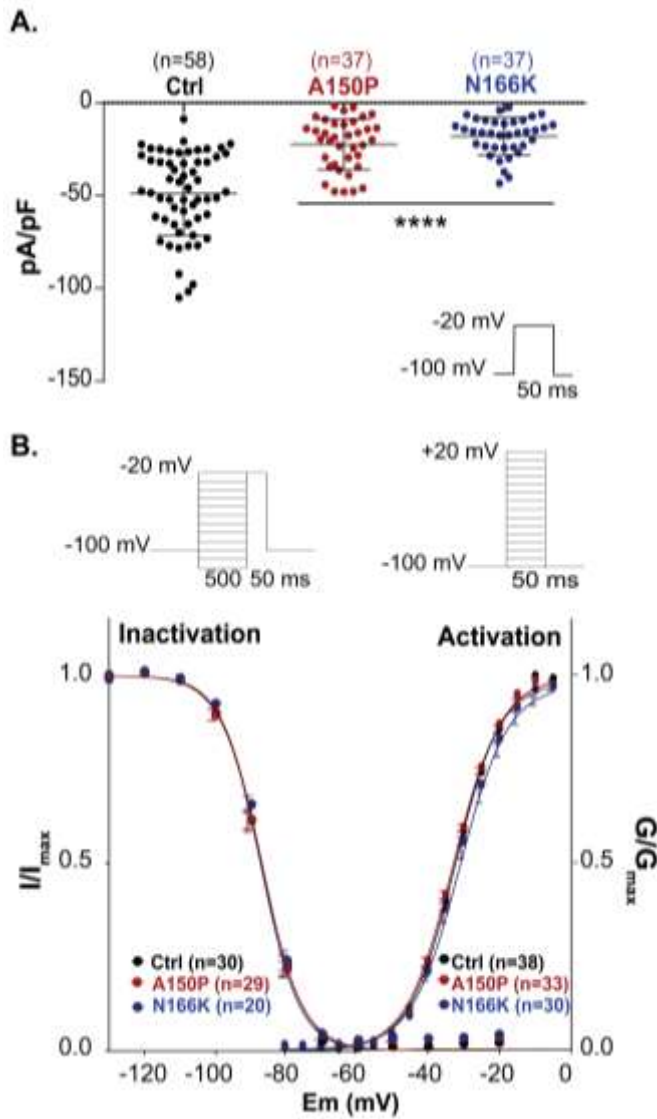 A.
(n=58) (n=37) (n=37)
Ctrl A150P N166K
0
-50
-100
-150
pA/pF
****
-20 mV
-100 mV
50 ms
B.
-20 mV
-100 mV
500 50 ms
+20 mV
-100 mV
50 ms
Inactivation Activation
1.0 1.0
0.5 0.5
0.0 0.0
I/Imax
G/Gmax
Ctrl (n=30)
A150P (n=29)
N166K (n=20)
Ctrl (n=38)
A150P (n=33)
N166K (n=30)
-120 -100 -80 -60 -40 -20 0
Em (mV)